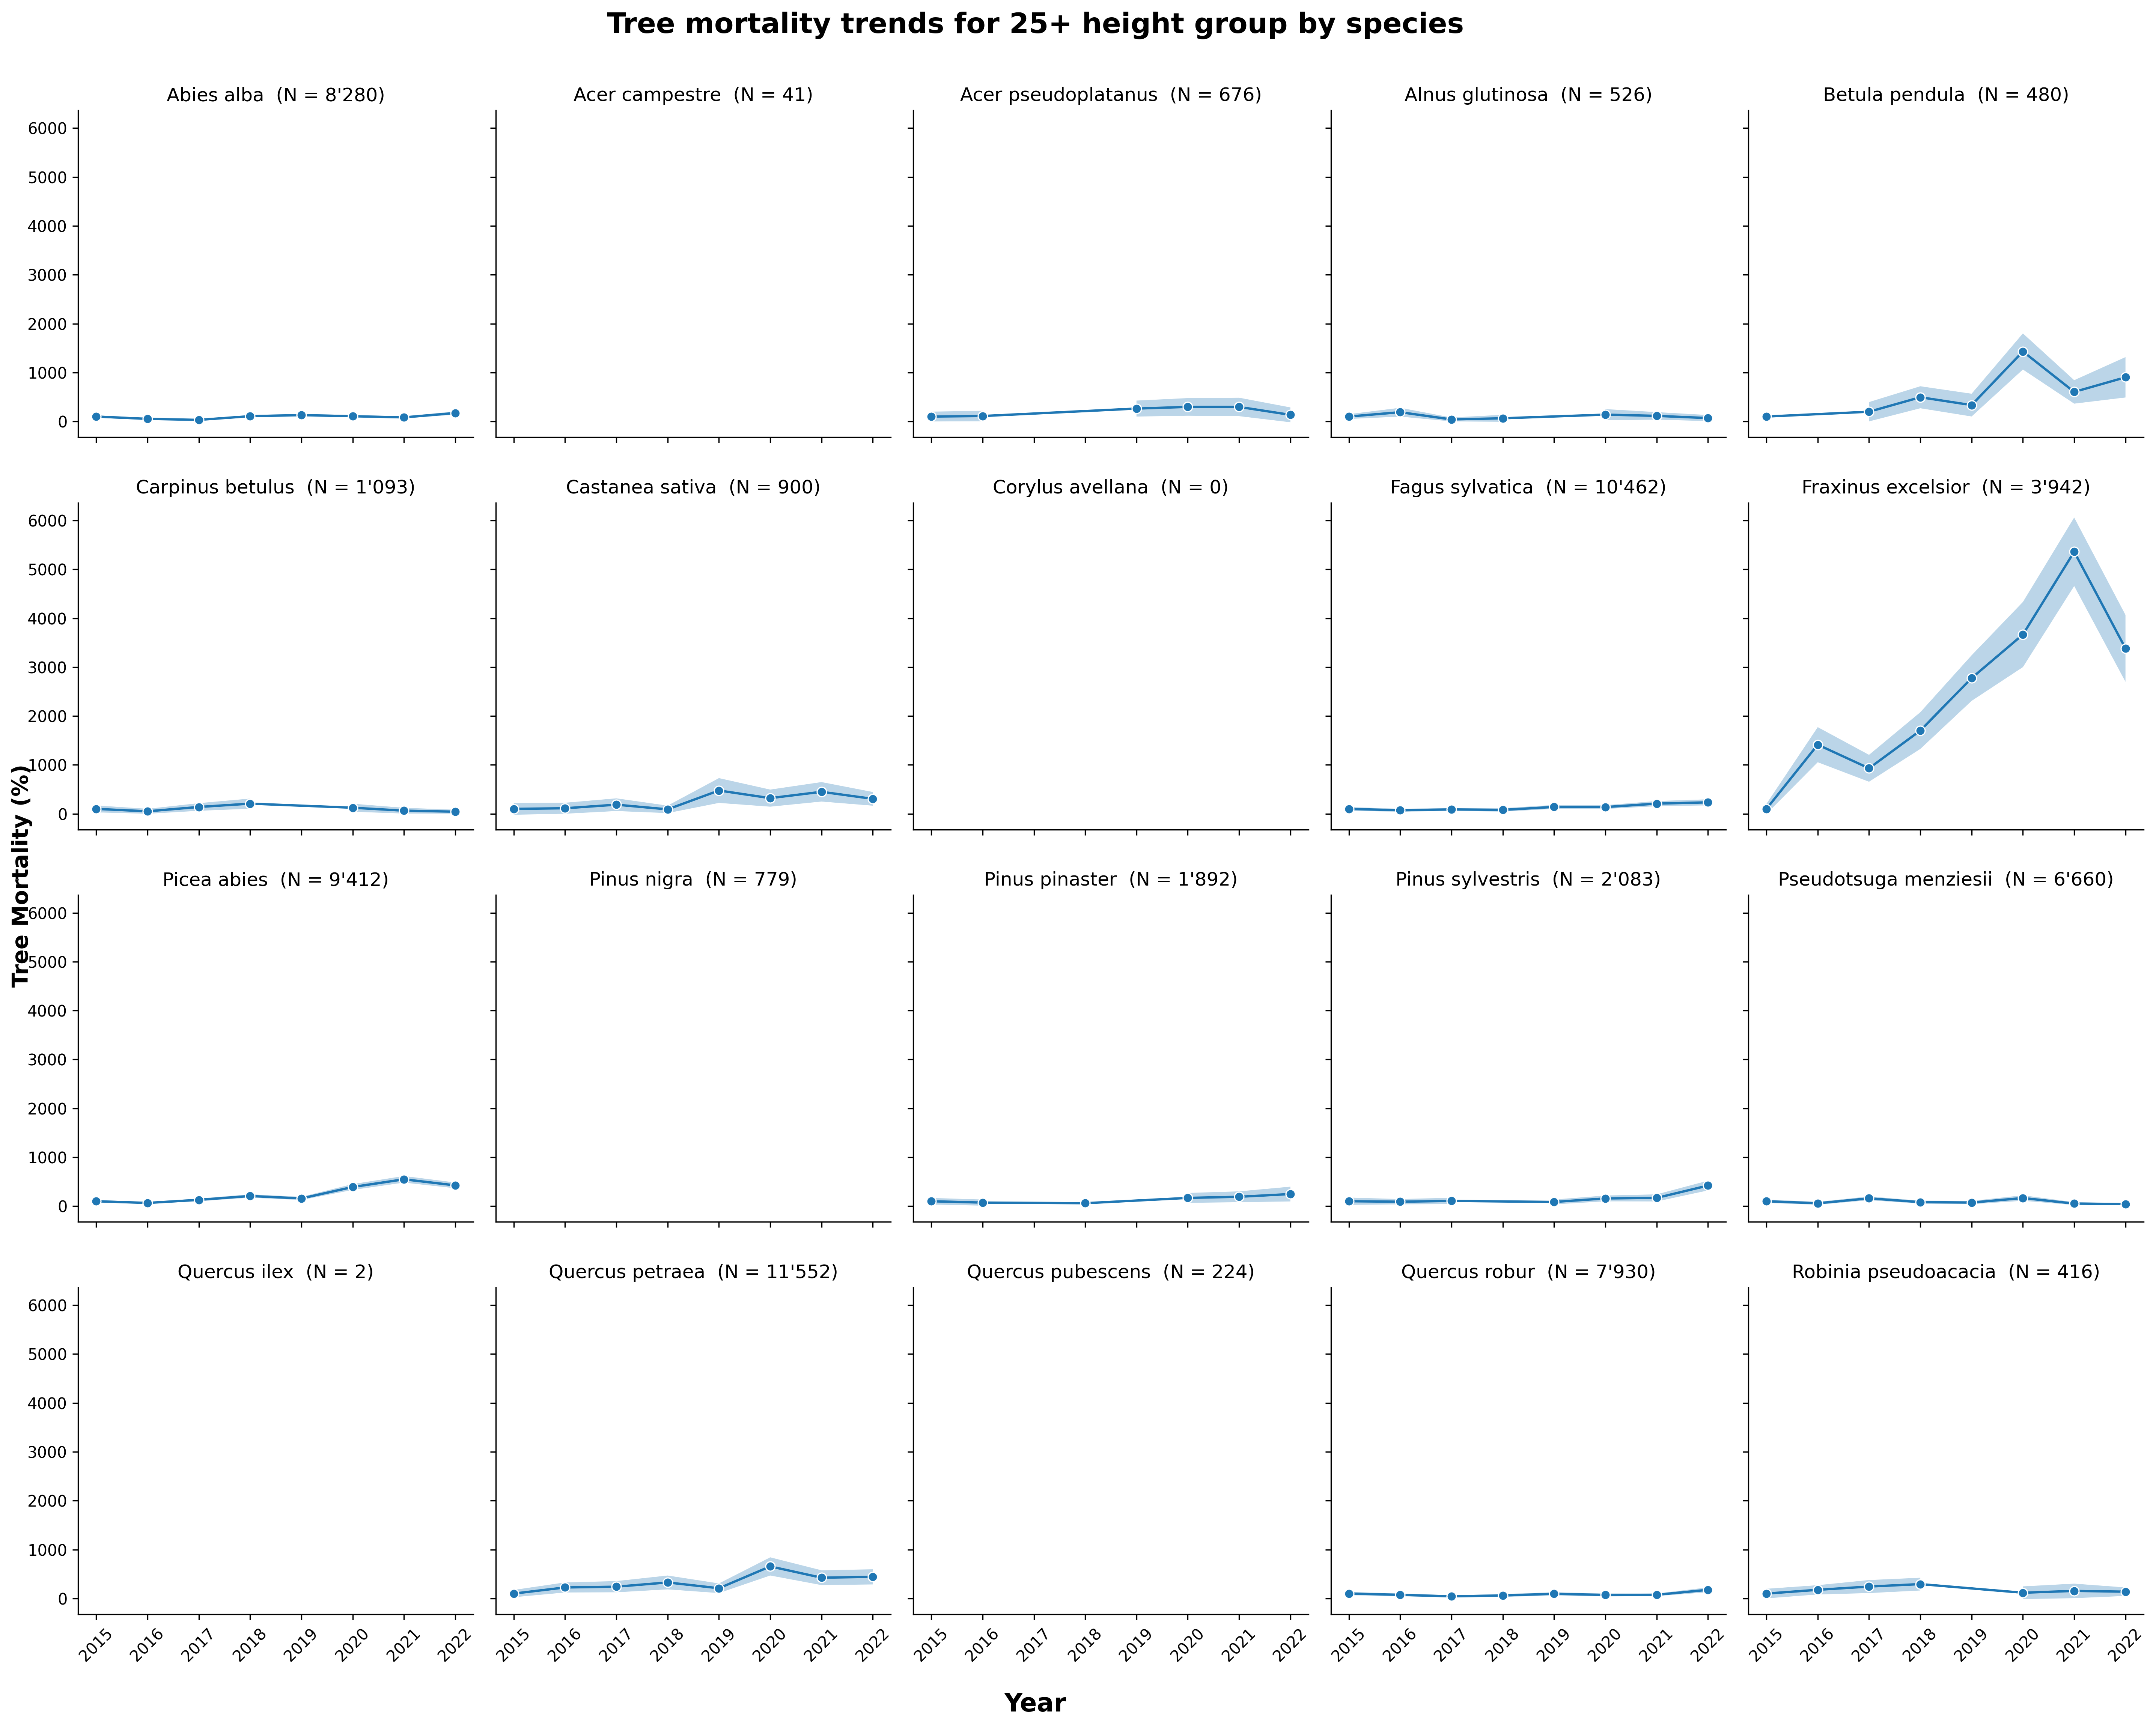 Tree mortality trends for 25+ height group by species
Abies alba  (N = 8'280)
Acer campestre  (N = 41)
Acer pseudoplatanus  (N = 676)
Alnus glutinosa  (N = 526)
Betula pendula  (N = 480)
6000
5000
4000
3000
2000
1000
0
Carpinus betulus  (N = 1'093)
Castanea sativa  (N = 900)
Corylus avellana  (N = 0)
Fagus sylvatica  (N = 10'462)
Fraxinus excelsior  (N = 3'942)
6000
5000
4000
3000
2000
1000
0
Tree Mortality (%)
Picea abies  (N = 9'412)
Pinus nigra  (N = 779)
Pinus pinaster  (N = 1'892)
Pinus sylvestris  (N = 2'083)
Pseudotsuga menziesii  (N = 6'660)
6000
5000
4000
3000
2000
1000
0
Quercus ilex  (N = 2)
Quercus petraea  (N = 11'552)
Quercus pubescens  (N = 224)
Quercus robur  (N = 7'930)
Robinia pseudoacacia  (N = 416)
6000
5000
4000
3000
2000
1000
0
2015 2016 2017 2018 2019 2020 2021 2022
2015 2016 2017 2018 2019 2020 2021 2022
2015 2016 2017 2018 2019 2020 2021 2022
2015 2016 2017 2018 2019 2020 2021 2022
2015 2016 2017 2018 2019 2020 2021 2022
Year